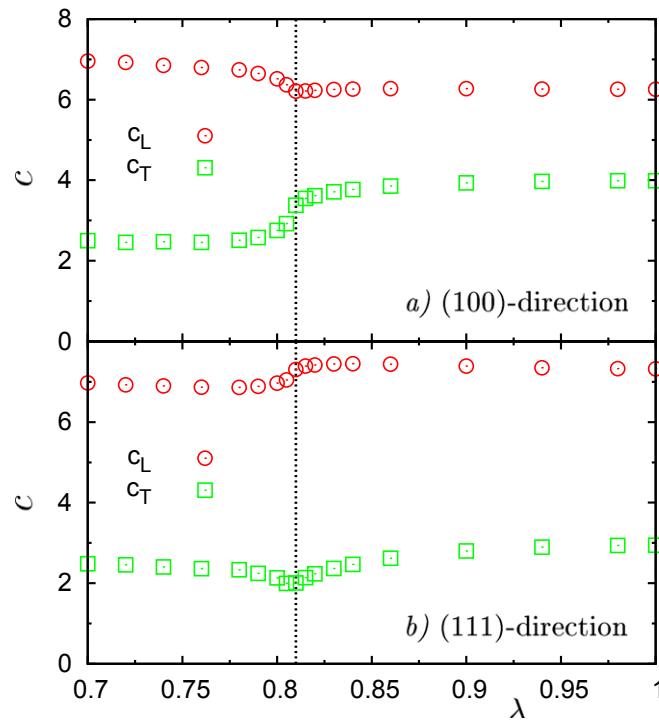 8
6
4
2
0
c
c_L
c_T
a) (100)-direction
6
4
2
0
c
c_L
c_T
b) (111)-direction
0.7 0.75 0.8 0.85 0.9 0.95 1
λ